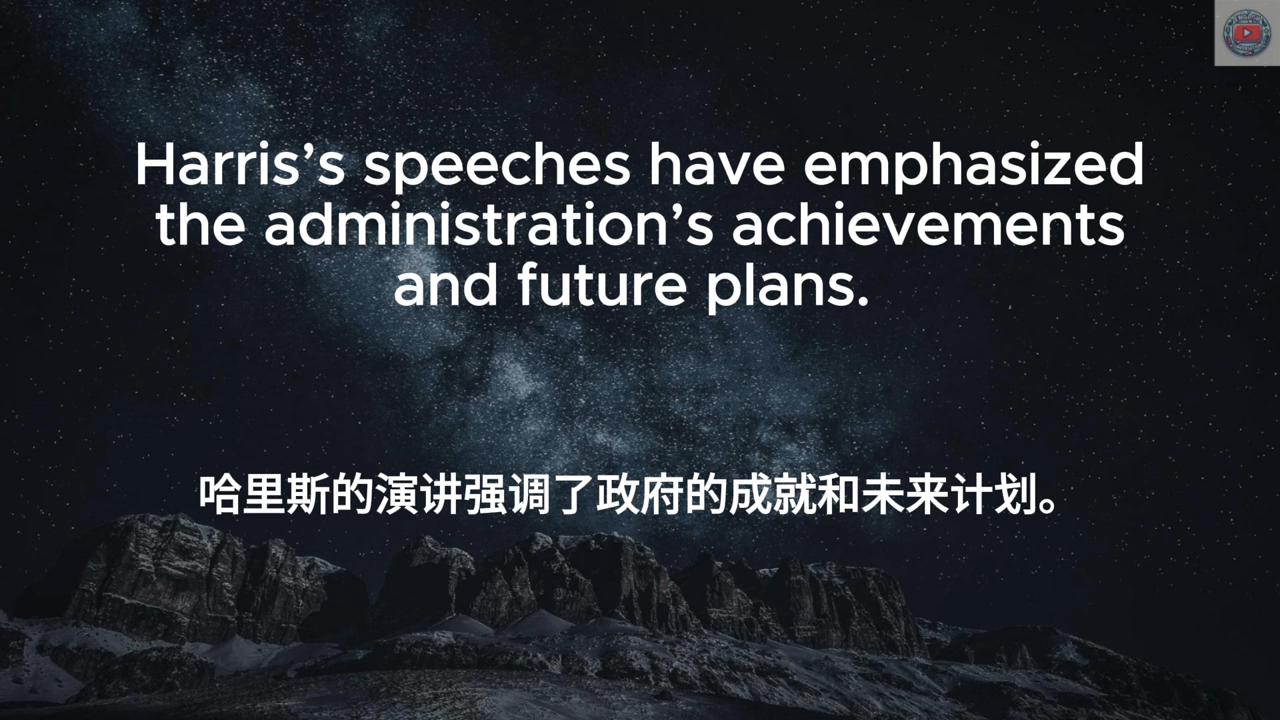 Harris’s speeches have emphasized
the administration’s achievements
and future plans.
哈里斯的演讲强调了政府的成就和未来计划。